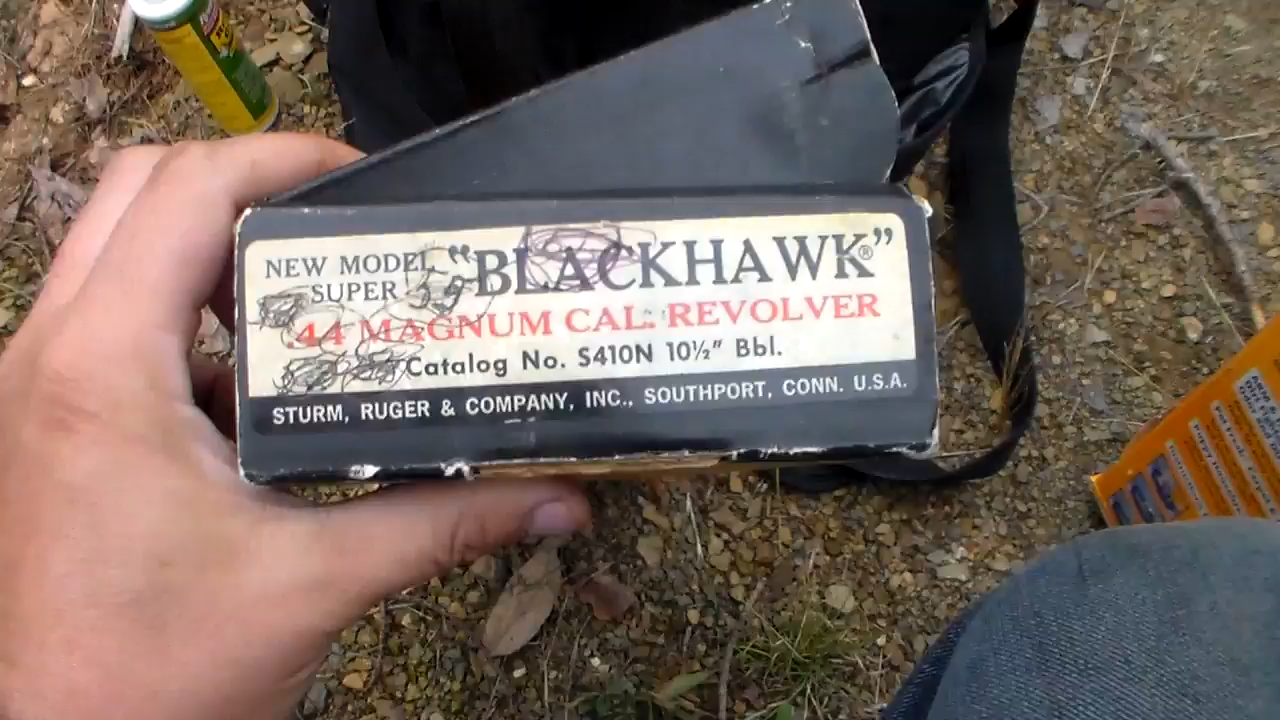 NEW MODEL
SUPER "BLACKHAWK®"
.44 MAGNUM CAL. REVOLVER
Catalog No. S410N 10½" Bbl.
STURM, RUGER & COMPANY, INC., SOUTHPORT, CONN. U.S.A.